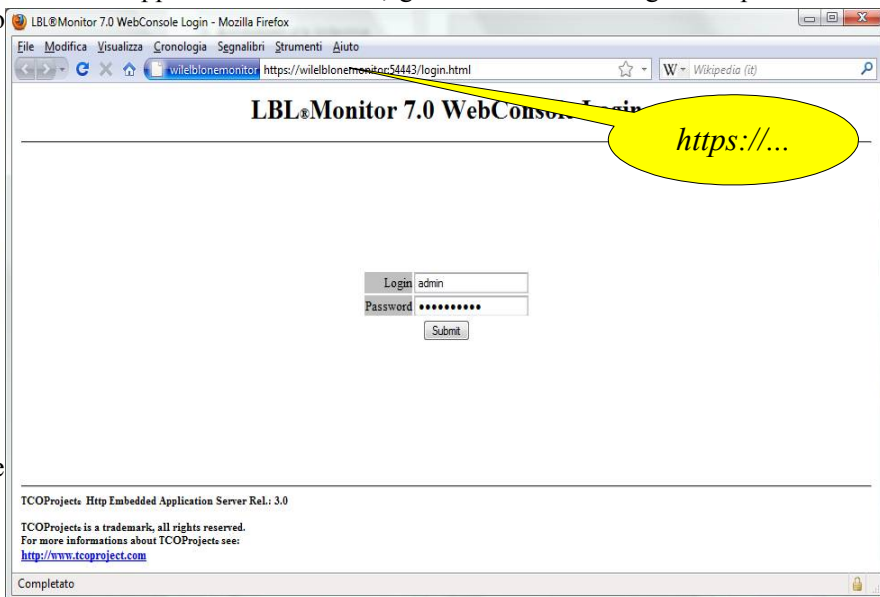 LBL®Monitor 7.0 WebConsole Login - Mozilla Firefox
File Modifica Visualizza Cronologia Segnalibri Strumenti Aiuto
wilelblonemonitor https://wilelblonemonitor:54443/login.html W Wikipedia (it)
LBL®Monitor 7.0 WebConsole Login
https://...
Login admin
Password ••••••••••
Submit
TCOProject® Http Embedded Application Server Rel.: 3.0
TCOProject® is a trademark, all rights reserved.
For more informations about TCOProject® see:
http://www.tcoproject.com
Completato